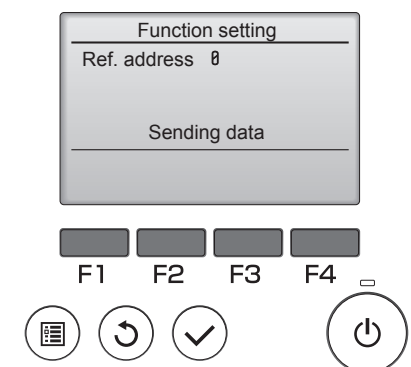 Function setting
Ref. address 0
Sending data
F1 F2 F3 F4